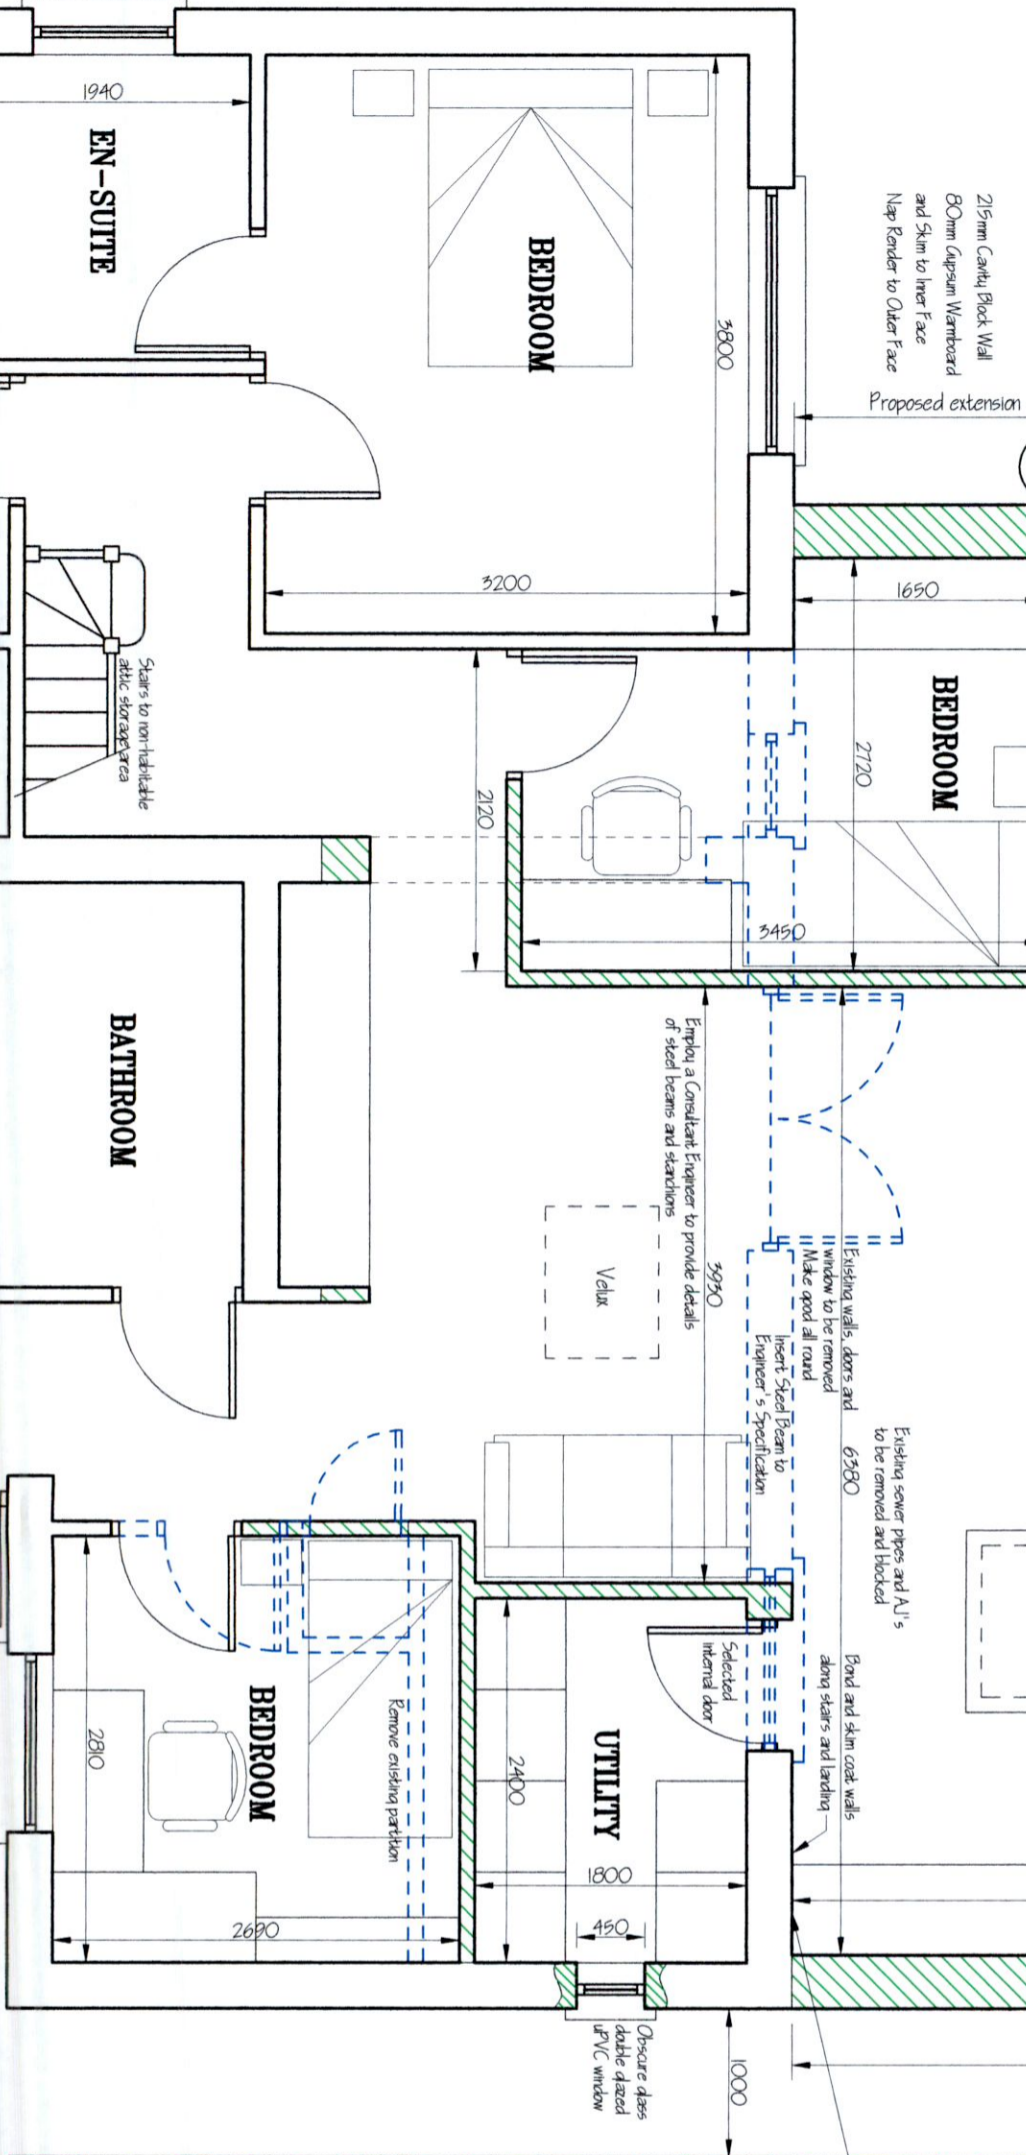 215mm Cavity Block Wall
80mm Gypsum Warmboard
and Skim to Inner Face
Nap Render to Outer Face
Proposed extension
1940
EN-SUITE
BEDROOM
3800
3200
1650
BEDROOM
2720
3450
2120
Stairs to non-habitable
attic storage area
BATHROOM
Employ a Consultant Engineer to provide details
of steel beams and stanchions
3930
Velux
Existing walls, doors and
window to be removed
Make good all round
6380
Insert Steel Beam to
Engineer's Specification
Existing sewer pipes and AJ's
to be removed and blocked
Bond and skim coat walls
along stairs and landing
Selected
internal door
UTILITY
2400
1800
450
BEDROOM
Remove existing partition
2810
2690
Obscure glass
double glazed
uPVC window
1000